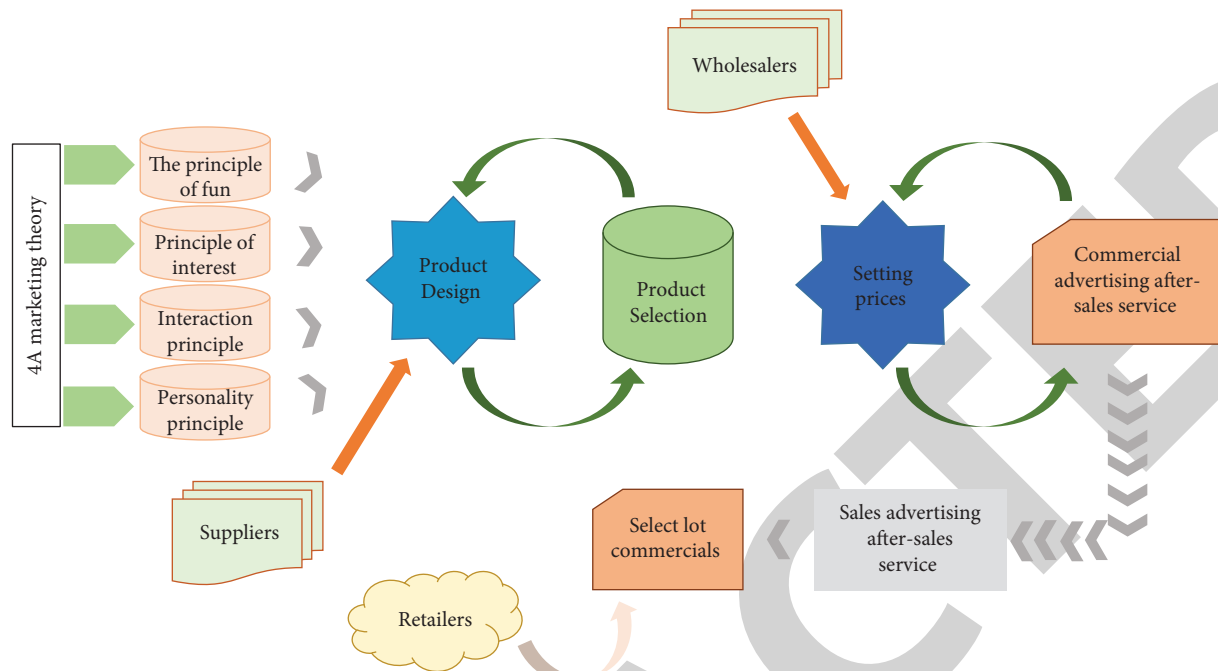 Wholesalers
4A marketing theory
The principle
of fun
Principle of
interest
Interaction
principle
Personality
principle
Product
Design
Product
Selection
Setting
prices
Commercial
advertising after-
sales service
Suppliers
Select lot
commercials
Sales advertising
after-sales
service
Retailers